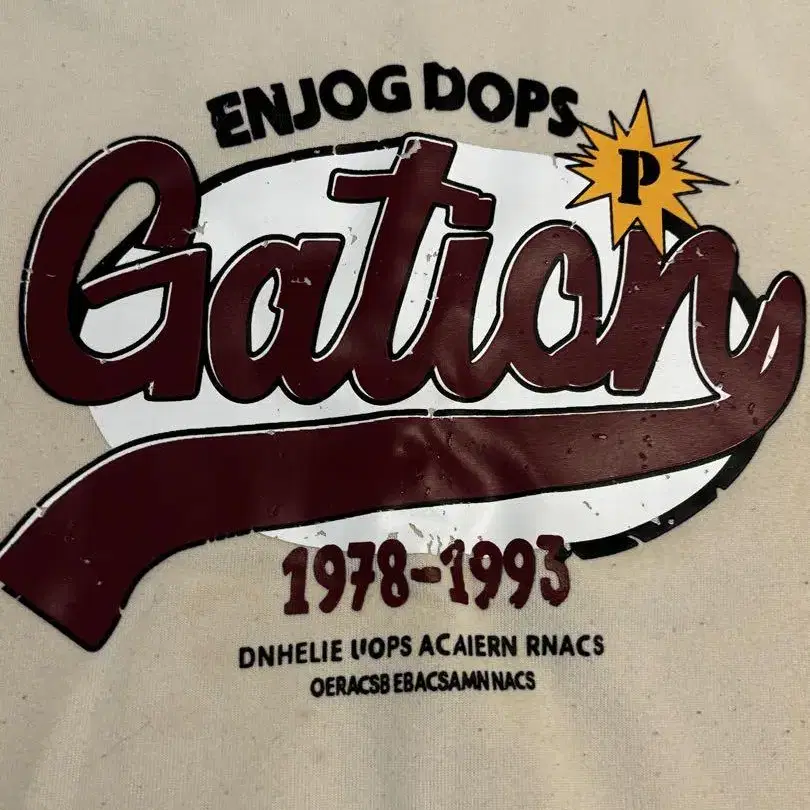 ENJOG DOPS
P
Gation
1978-1993
DNHELIE UOPS ACAIERN RNACS
OERACSB EBACSAMN NACS